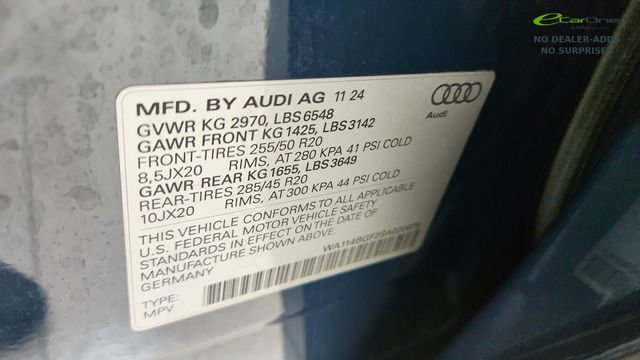 eCarOne
NO DEALER-ADDS
NO SURPRISES
MFD. BY AUDI AG 11 24
GVWR KG 2970, LBS 6548
GAWR FRONT KG 1425, LBS 3142
FRONT-TIRES 255/50 R20
8,5JX20 RIMS, AT 280 KPA 41 PSI COLD
GAWR REAR KG 1655, LBS 3649
REAR-TIRES 285/45 R20
10JX20 RIMS, AT 300 KPA 44 PSI COLD
THIS VEHICLE CONFORMS TO ALL APPLICABLE
U.S. FEDERAL MOTOR VEHICLE SAFETY
STANDARDS IN EFFECT ON THE DATE OF
MANUFACTURE SHOWN ABOVE.
GERMANY
TYPE:
MPV
Audi